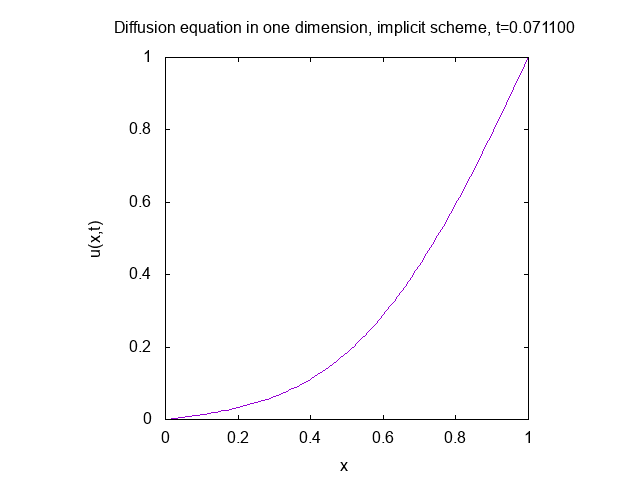 Diffusion equation in one dimension, implicit scheme, t=0.071100
1
0.8
0.6
0.4
0.2
0
u(x,t)
0 0.2 0.4 0.6 0.8 1
x